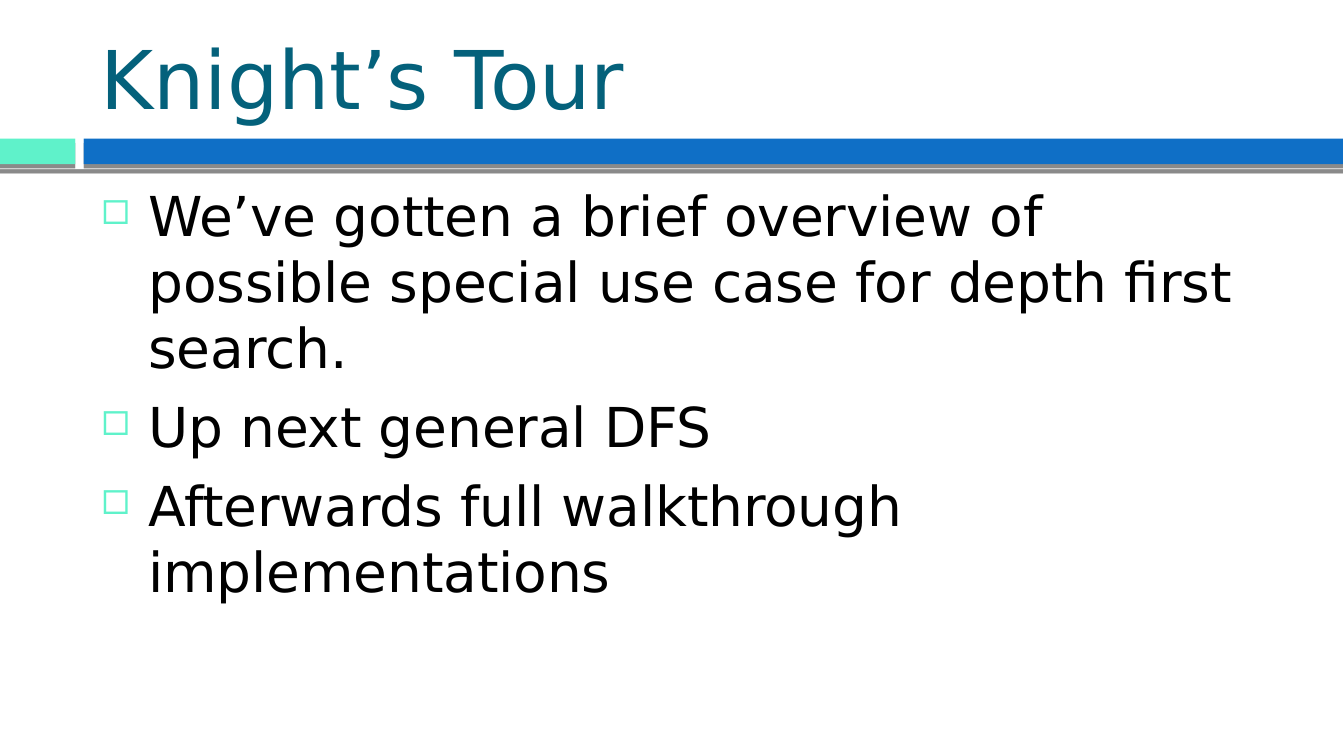 Knight’s Tour
We’ve gotten a brief overview of
possible special use case for depth first
search.
Up next general DFS
Afterwards full walkthrough
implementations